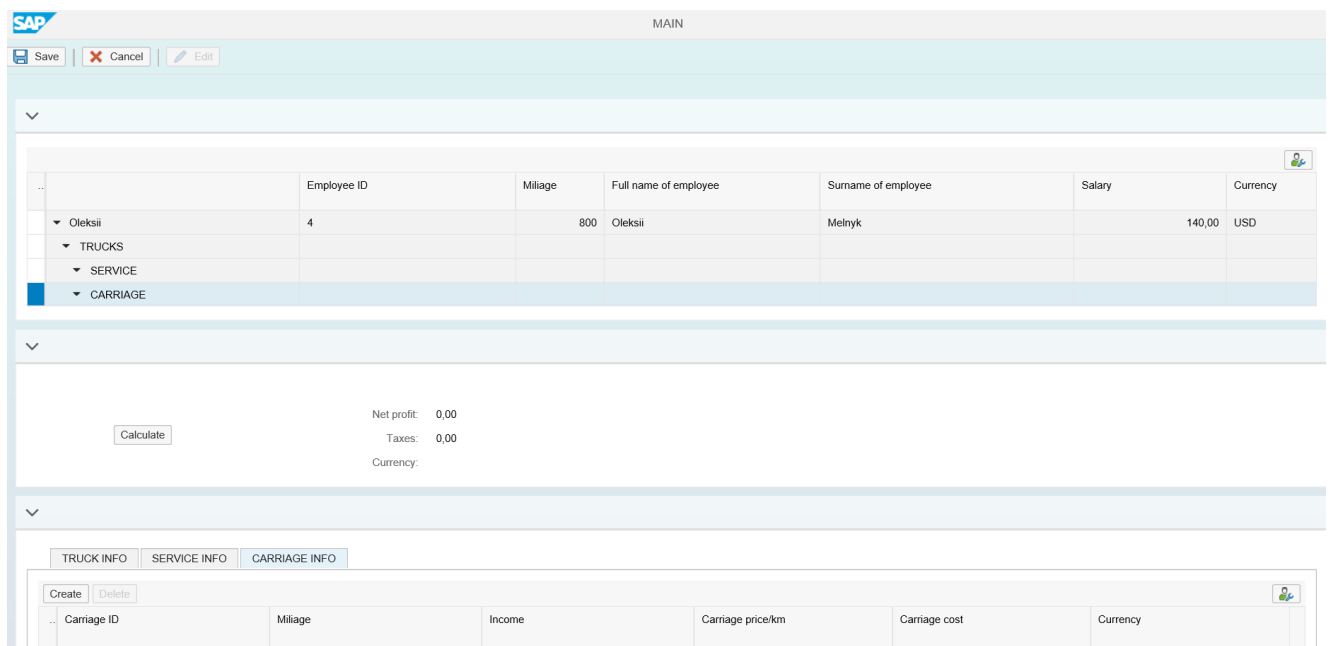 SAP MAIN
Save Cancel Edit
.. Employee ID Miliage Full name of employee Surname of employee Salary Currency
Oleksii 4 800 Oleksii Melnyk 140,00 USD
TRUCKS
SERVICE
CARRIAGE
Net profit: 0,00
Calculate
Taxes: 0,00
Currency:
TRUCK INFO SERVICE INFO CARRIAGE INFO
Create Delete
.. Carriage ID Miliage Income Carriage price/km Carriage cost Currency